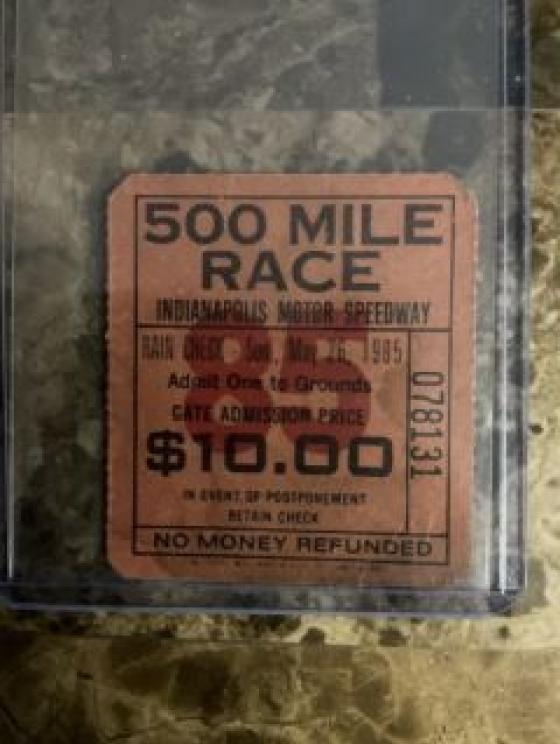 500 MILE
RACE
INDIANAPOLIS MOTOR SPEEDWAY
RAIN CHECK - Sun., May 26, 1985
85
Admit One to Grounds
GATE ADMISSION PRICE
$10.00
078131
IN EVENT OF POSTPONEMENT
RETAIN CHECK
NO MONEY REFUNDED